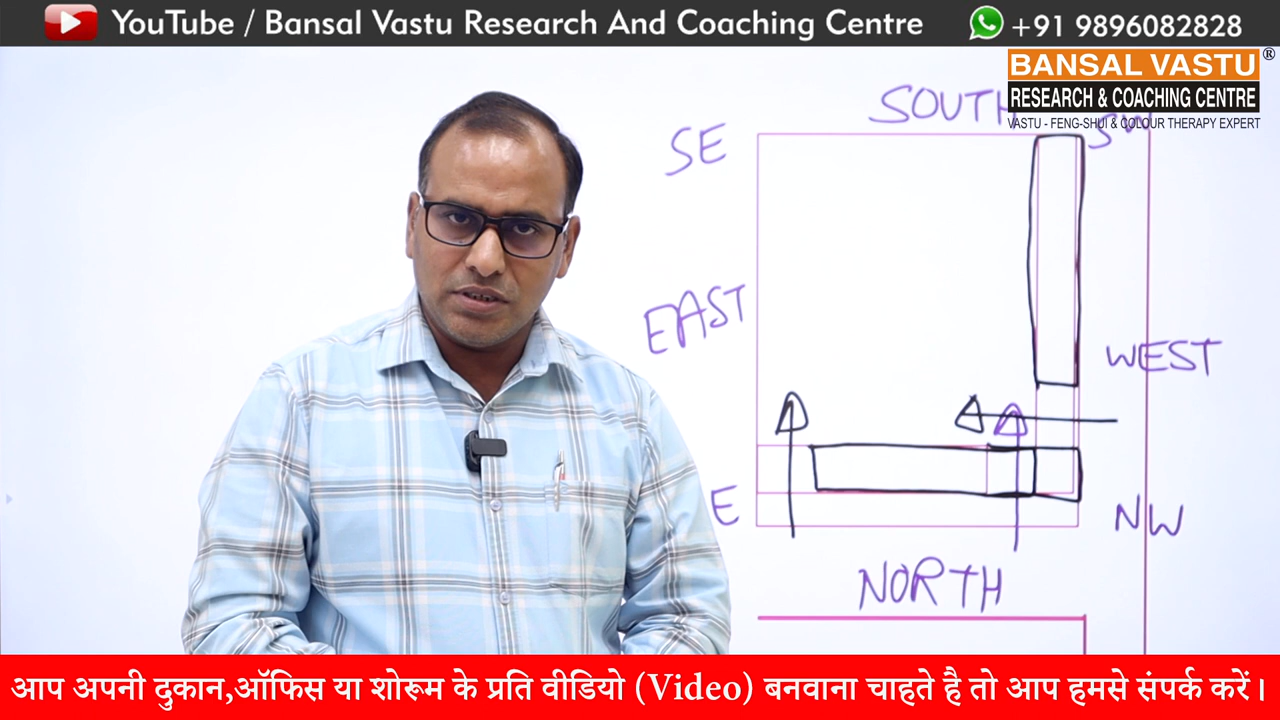 YouTube / Bansal Vastu Research And Coaching Centre
+91 9896082828
BANSAL VASTU®
RESEARCH & COACHING CENTRE
VASTU - FENG-SHUI & COLOUR THERAPY EXPERT
SOUTH
SE
EAST
WEST
E
NW
NORTH
आप अपनी दुकान,ऑफिस या शोरूम के प्रति वीडियो (Video) बनवाना चाहते है तो आप हमसे संपर्क करें।